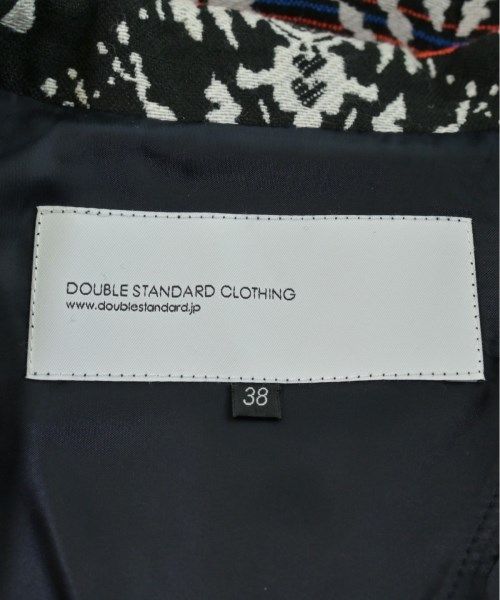 DOUBLE STANDARD CLOTHING
www.doublestandard.jp
38